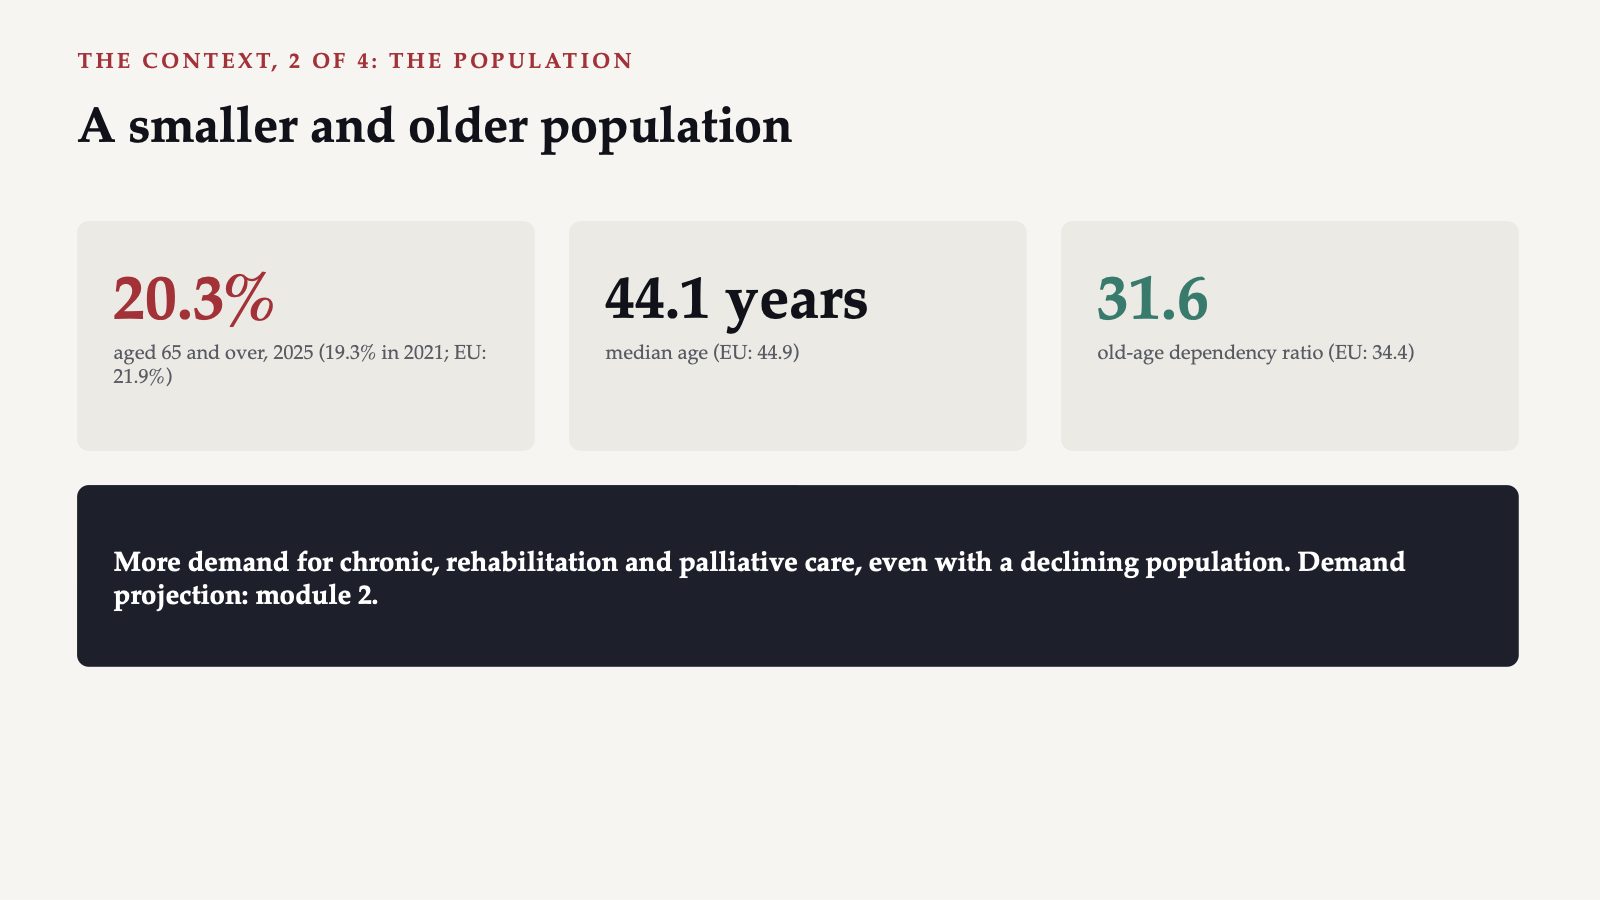 THE CONTEXT, 2 OF 4: THE POPULATION
A smaller and older population
20.3%
aged 65 and over, 2025 (19.3% in 2021; EU:
21.9%)
44.1 years
median age (EU: 44.9)
31.6
old-age dependency ratio (EU: 34.4)
More demand for chronic, rehabilitation and palliative care, even with a declining population. Demand
projection: module 2.